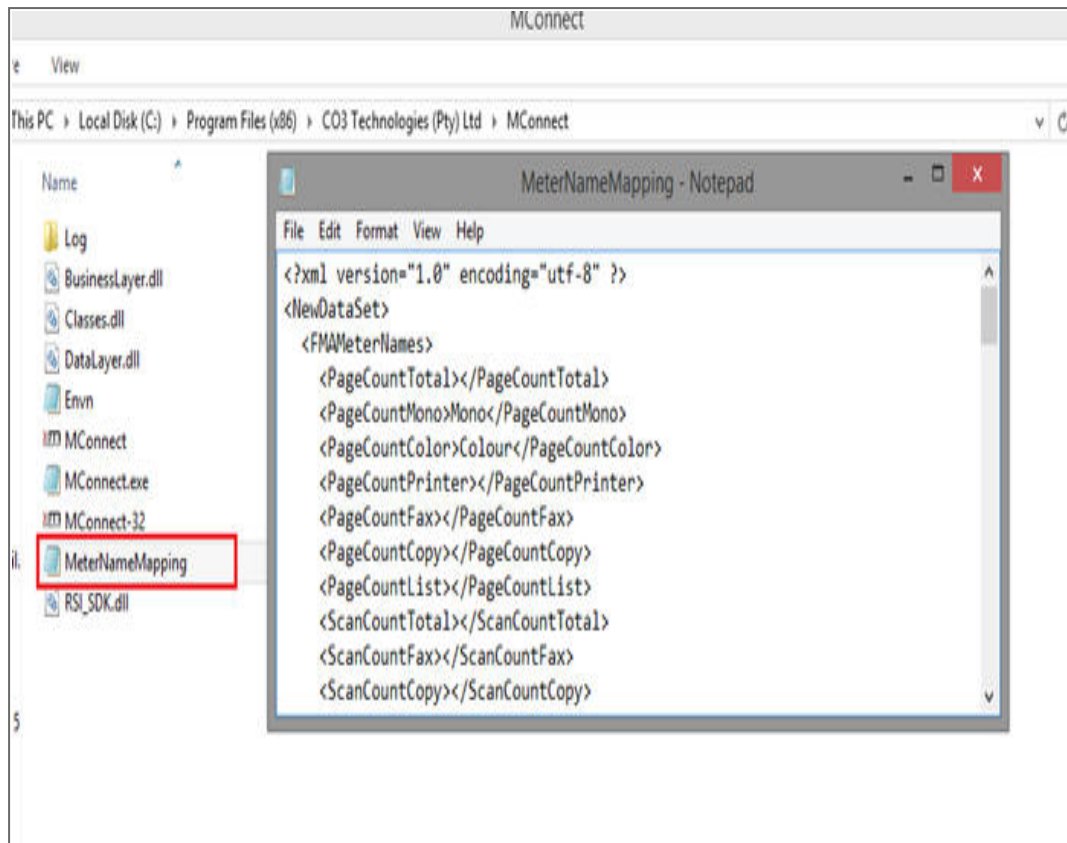 MConnect
e View
This PC › Local Disk (C:) › Program Files (x86) › CO3 Technologies (Pty) Ltd › MConnect
Name
Log
BusinessLayer.dll
Classes.dll
DataLayer.dll
Envn
MConnect
MConnect.exe
MConnect-32
MeterNameMapping
RSI_SDK.dll
il.
5
MeterNameMapping - Notepad
File Edit Format View Help
<?xml version="1.0" encoding="utf-8" ?>
<NewDataSet>
<FMAMeterNames>
<PageCountTotal></PageCountTotal>
<PageCountMono>Mono</PageCountMono>
<PageCountColor>Colour</PageCountColor>
<PageCountPrinter></PageCountPrinter>
<PageCountFax></PageCountFax>
<PageCountCopy></PageCountCopy>
<PageCountList></PageCountList>
<ScanCountTotal></ScanCountTotal>
<ScanCountFax></ScanCountFax>
<ScanCountCopy></ScanCountCopy>